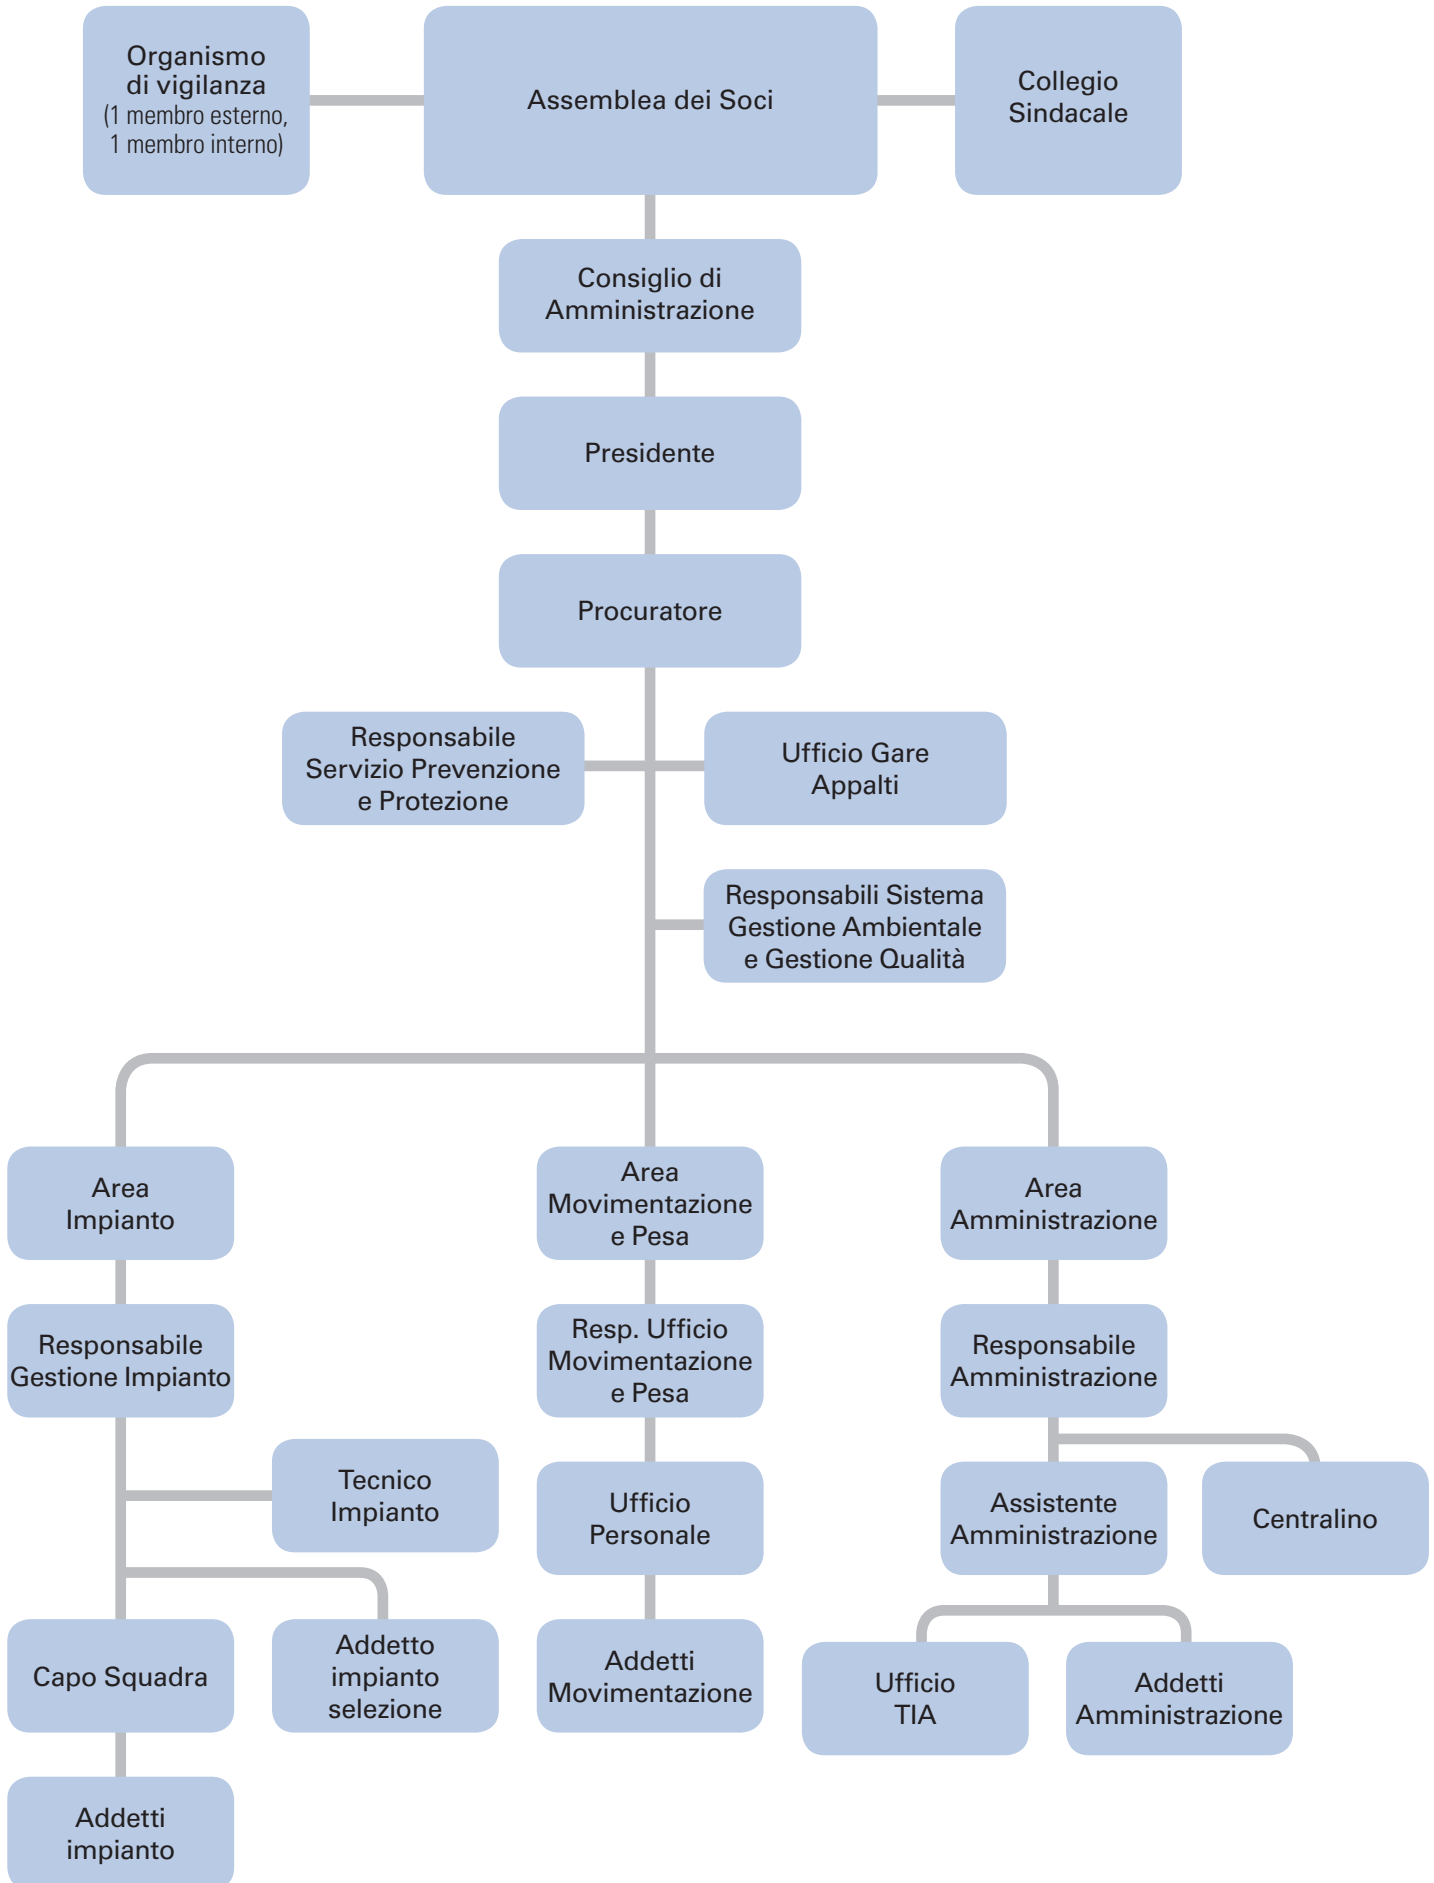 Organismo
di vigilanza
(1 membro esterno,
1 membro interno)
Assemblea dei Soci
Collegio
Sindacale
Consiglio di
Amministrazione
Presidente
Procuratore
Responsabile
Servizio Prevenzione
e Protezione
Ufficio Gare
Appalti
Responsabili Sistema
Gestione Ambientale
e Gestione Qualità
Area
Impianto
Area
Movimentazione
e Pesa
Area
Amministrazione
Responsabile
Gestione Impianto
Resp. Ufficio
Movimentazione
e Pesa
Responsabile
Amministrazione
Tecnico
Impianto
Ufficio
Personale
Assistente
Amministrazione
Centralino
Capo Squadra
Addetto
impianto
selezione
Addetti
Movimentazione
Ufficio
TIA
Addetti
Amministrazione
Addetti
impianto